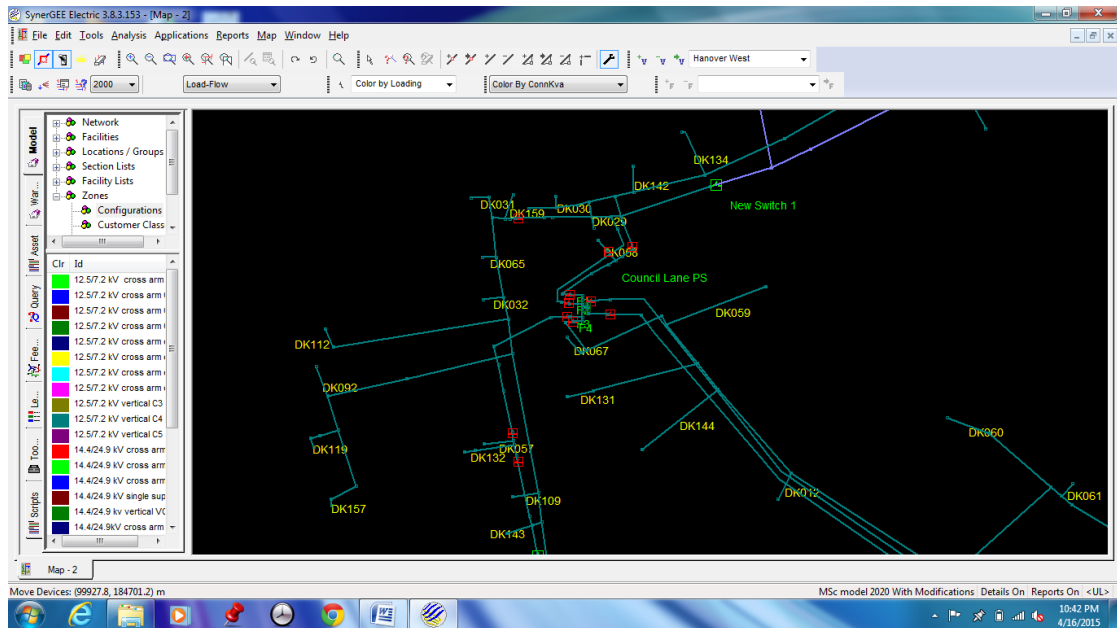 SynerGEE Electric 3.8.3.153 - [Map - 2]
File Edit Tools Analysis Applications Reports Map Window Help
Hanover West
2000 Load-Flow Color by Loading Color By ConnKva
Model
War...
Asset
Query
Fee...
Le...
Too...
Scripts
Network
Facilities
Locations / Groups
Section Lists
Facility Lists
Zones
Configurations
Customer Class
Clr Id
12.5/7.2 kV cross arm
12.5/7.2 kV cross arm
12.5/7.2 kV cross arm
12.5/7.2 kV cross arm
12.5/7.2 kV cross arm
12.5/7.2 kV cross arm
12.5/7.2 kV cross arm
12.5/7.2 kV cross arm
12.5/7.2 kV vertical C3
12.5/7.2 kV vertical C4
12.5/7.2 kV vertical C5
14.4/24.9 kV cross arm
14.4/24.9 kV cross arm
14.4/24.9 kV cross arm
14.4/24.9 kV single sup
14.4/24.9 kv vertical VC
14.4/24.9kV cross arm
DK134
DK142
DK031
DK159
DK030
DK029
New Switch 1
DK058
DK065
Council Lane PS
DK032
DK059
DK112
DK067
DK092
DK131
DK144
DK060
DK119
DK057
DK132
DK012
DK061
DK157
DK109
DK143
Map - 2
Move Devices: (99927.8, 184701.2) m
MSc model 2020 With Modifications Details On Reports On <UL>
10:42 PM
4/16/2015